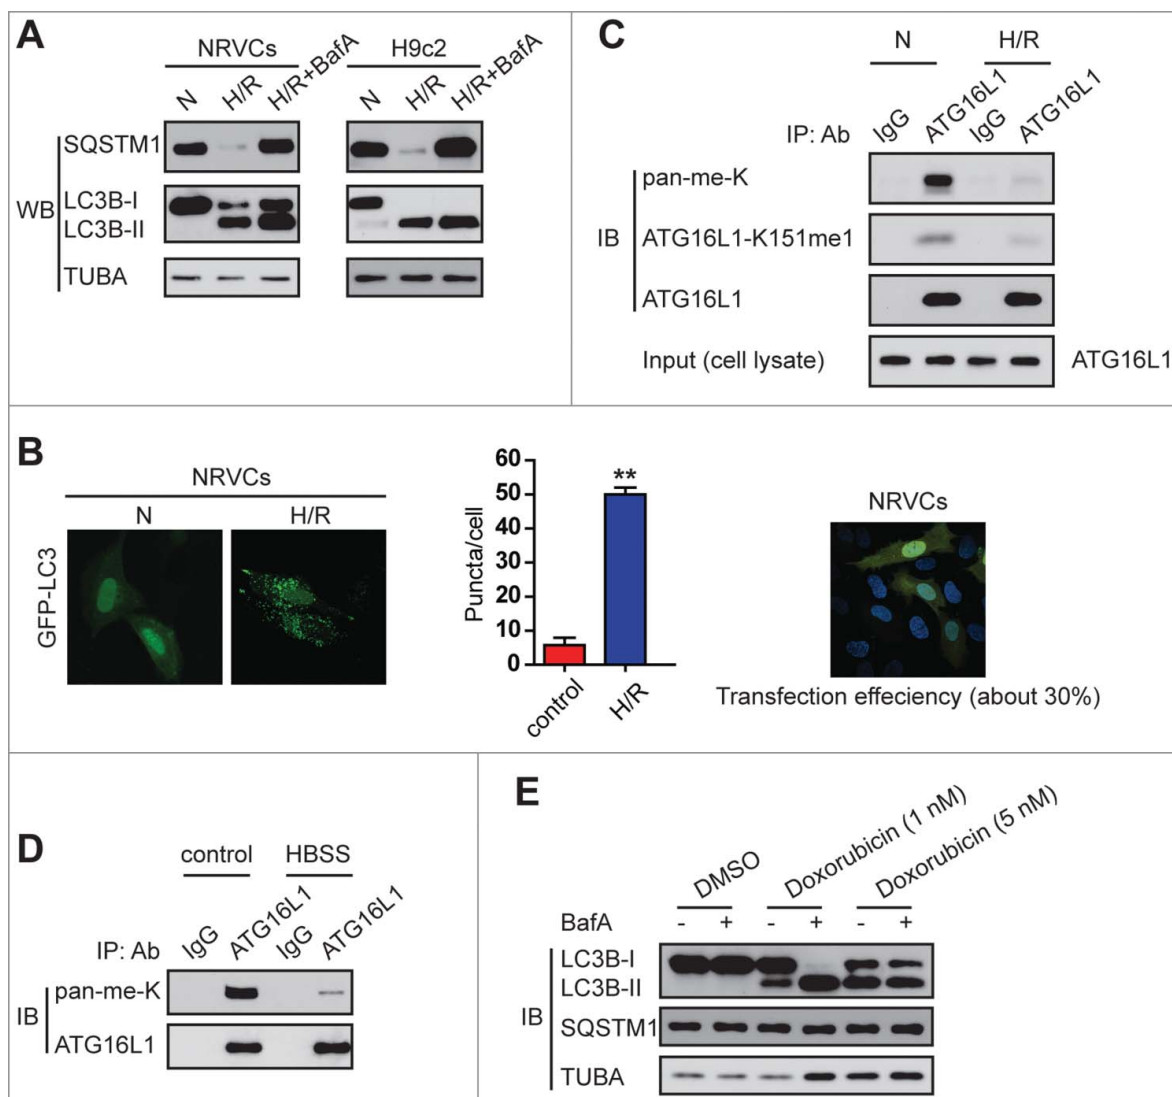 A
NRVCs H9c2
N H/R H/R+BafA N H/R H/R+BafA
WB
SQSTM1
LC3B-I
LC3B-II
TUBA
C
N H/R
IP: Ab IgG ATG16L1 IgG ATG16L1
IB
pan-me-K
ATG16L1-K151me1
ATG16L1
Input (cell lysate) ATG16L1
B
NRVCs
N H/R
GFP-LC3
Puncta/cell
60
50
40
30
20
10
0
**
control H/R
NRVCs
Transfection effeciency (about 30%)
D
control HBSS
IP: Ab IgG ATG16L1 IgG ATG16L1
IB
pan-me-K
ATG16L1
E
DMSO Doxorubicin (1 nM) Doxorubicin (5 nM)
BafA - + - + - +
IB
LC3B-I
LC3B-II
SQSTM1
TUBA